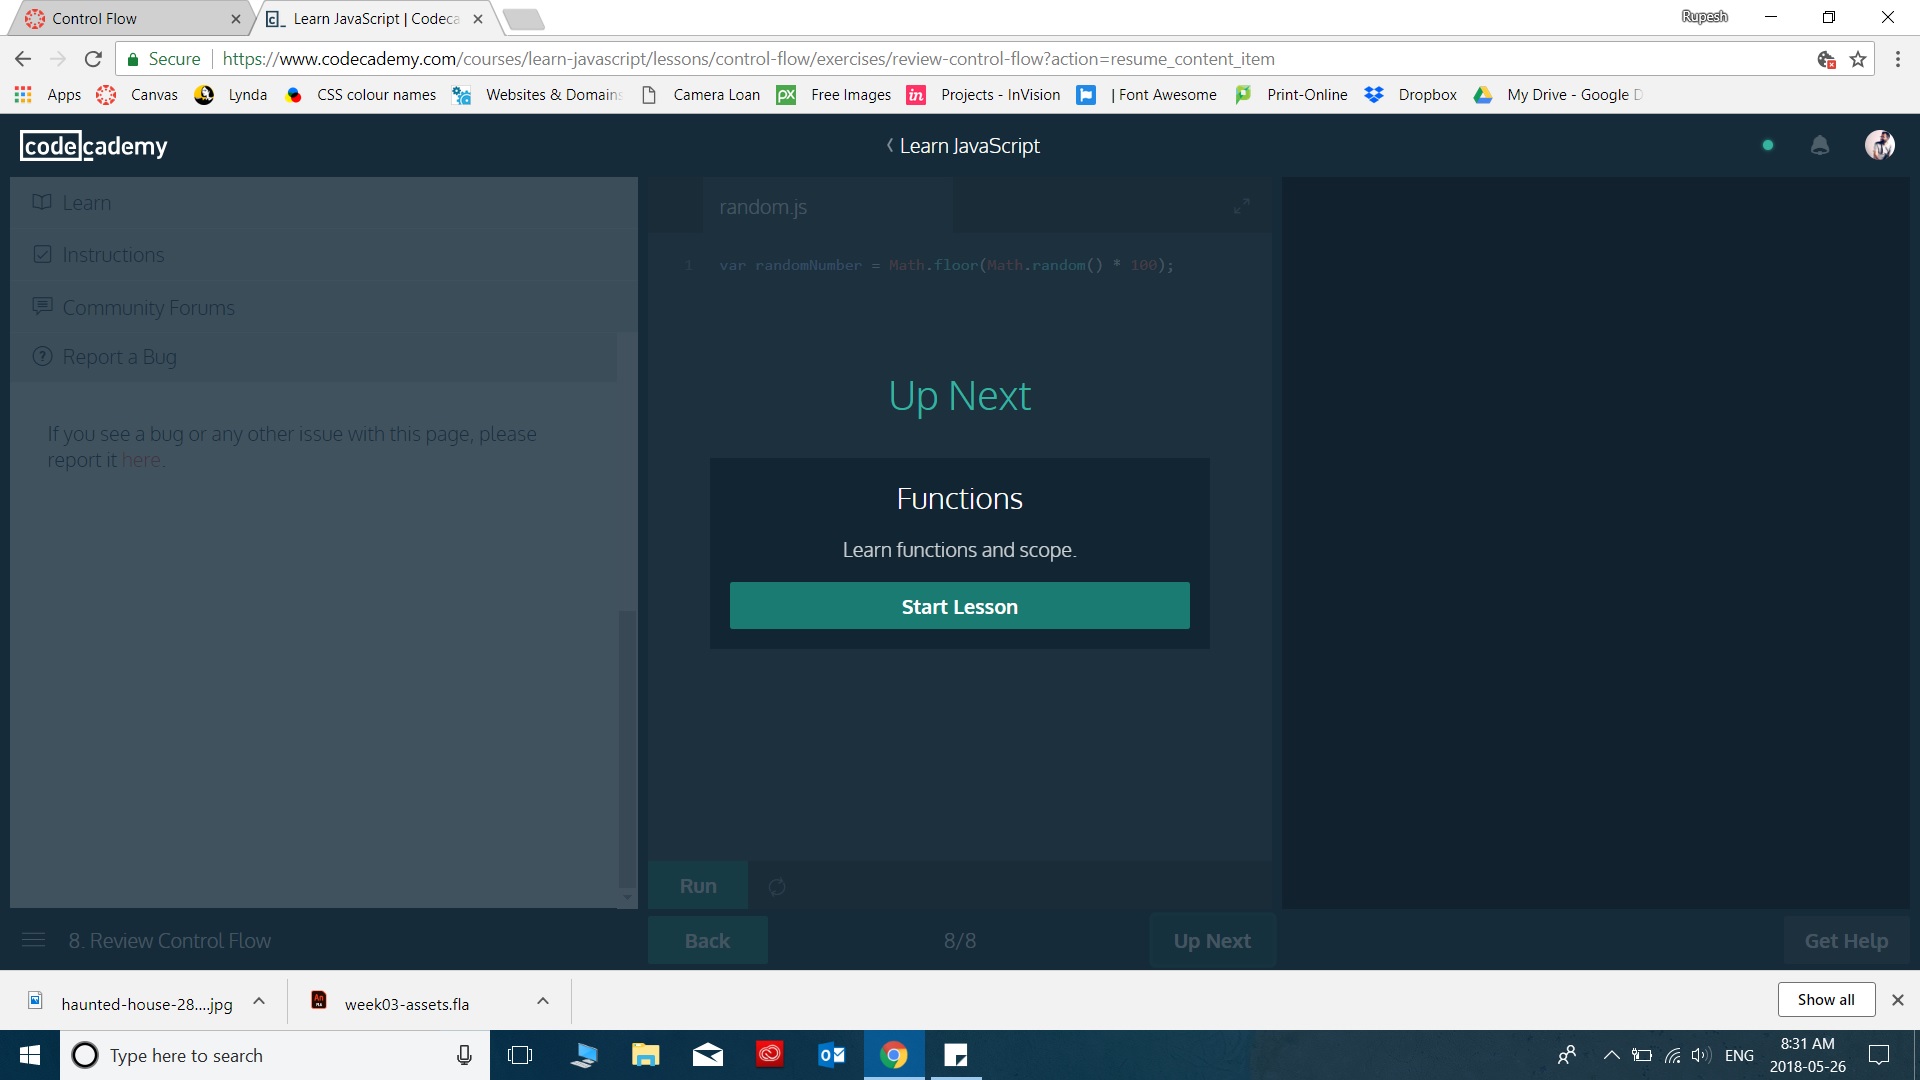 Control Flow
Learn JavaScript | Codeca
Rupesh
Secure
https://www.codecademy.com/courses/learn-javascript/lessons/control-flow/exercises/review-control-flow?action=resume_content_item
Apps Canvas Lynda CSS colour names Websites & Domains Camera Loan px Free Images in Projects - InVision | Font Awesome Print-Online Dropbox My Drive - Google D
codecademy
Learn JavaScript
Learn
Instructions
Community Forums
Report a Bug
If you see a bug or any other issue with this page, please
report it here.
random.js
1 var randomNumber = Math.floor(Math.random() * 100);
Up Next
Functions
Learn functions and scope.
Start Lesson
Run
8. Review Control Flow
Back
8/8
Up Next
Get Help
haunted-house-28....jpg
week03-assets.fla
Show all
Type here to search
ENG
8:31 AM
2018-05-26